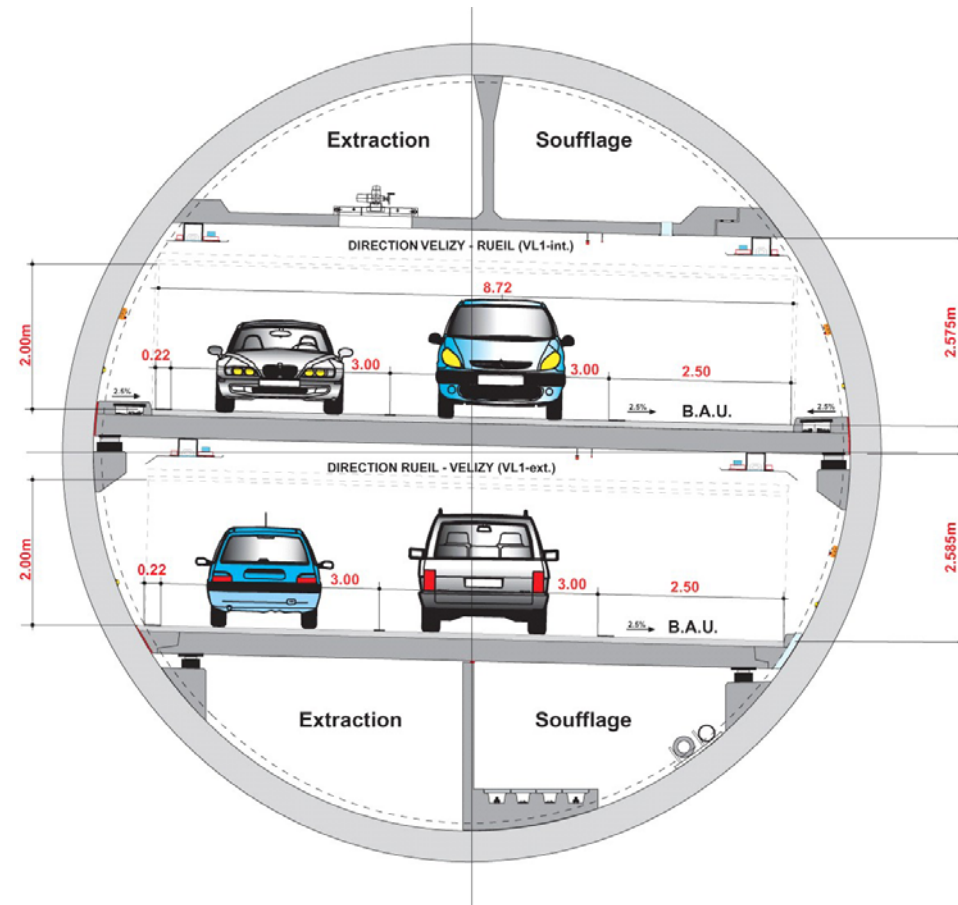 Extraction
Soufflage
DIRECTION VELIZY - RUEIL (VL1-int.)
8.72
2.00m
2.575m
0.22
3.00
3.00
2.50
2.5%
2.5%
B.A.U.
2.5%
DIRECTION RUEIL - VELIZY (VL1-ext.)
2.00m
2.585m
0.22
3.00
3.00
2.50
2.5%
B.A.U.
Extraction
Soufflage